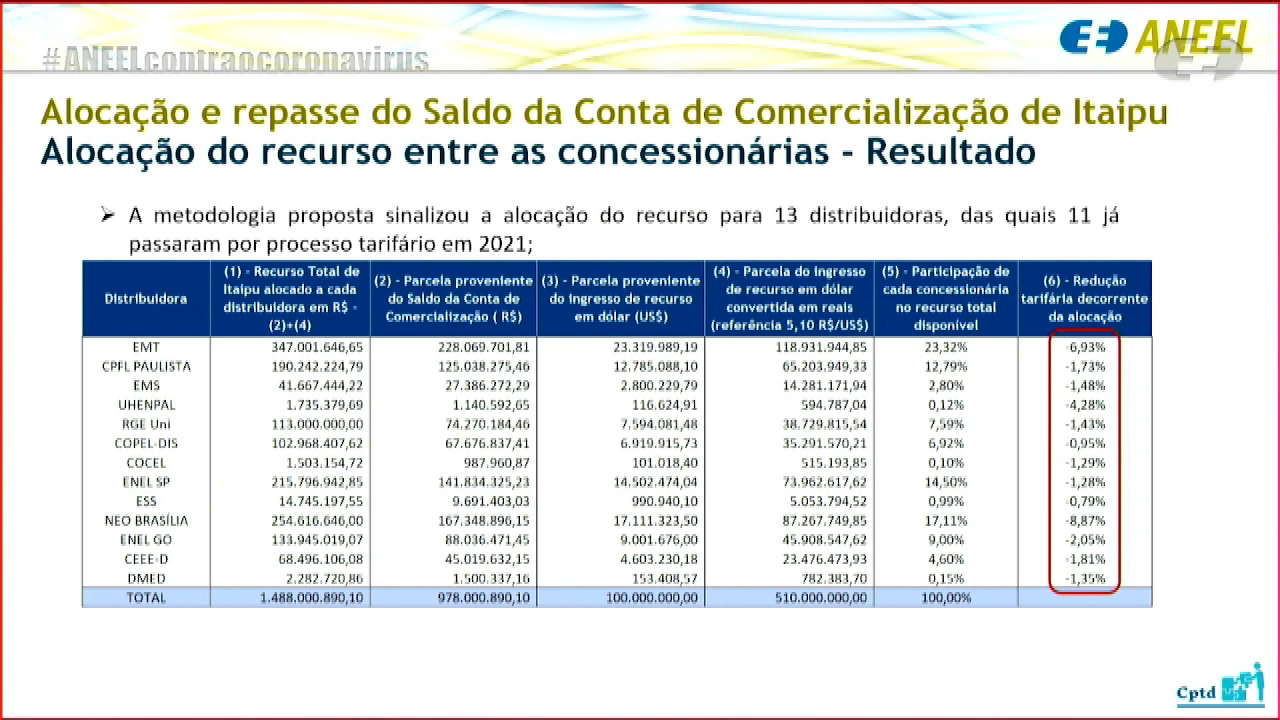 #ANEELcontraocoronavirus
ANEEL
Alocação e repasse do Saldo da Conta de Comercialização de Itaipu
Alocação do recurso entre as concessionárias - Resultado
➢ A metodologia proposta sinalizou a alocação do recurso para 13 distribuidoras, das quais 11 já
passaram por processo tarifário em 2021;
Distribuidora
(1) - Recurso Total de
Itaipu alocado a cada
distribuidora em R$ -
(2)+(4)
(2) - Parcela proveniente
do Saldo da Conta de
Comercialização ( R$)
(3) - Parcela proveniente
do ingresso de recurso
em dólar (US$)
(4) - Parcela do ingresso
de recurso em dólar
convertida em reais
(referência 5,10 R$/US$)
(5) - Participação de
cada concessionária
no recurso total
disponível
(6) - Redução
tarifária decorrente
da alocação
EMT 347.001.646,65 228.069.701,81 23.319.989,19 118.931.944,85 23,32% -6,93%
CPFL PAULISTA 190.242.224,79 125.038.275,46 12.785.088,10 65.203.949,33 12,79% -1,73%
EMS 41.667.444,22 27.386.272,29 2.800.229,79 14.281.171,94 2,80% -1,48%
UHENPAL 1.735.379,69 1.140.592,65 116.624,91 594.787,04 0,12% -4,28%
RGE Uni 113.000.000,00 74.270.184,46 7.594.081,48 38.729.815,54 7,59% -1,43%
COPEL-DIS 102.968.407,62 67.676.837,41 6.919.915,73 35.291.570,21 6,92% -0,95%
COCEL 1.503.154,72 987.960,87 101.018,40 515.193,85 0,10% -1,29%
ENEL SP 215.796.942,85 141.834.325,23 14.502.474,04 73.962.617,62 14,50% -1,28%
ESS 14.745.197,55 9.691.403,03 990.940,10 5.053.794,52 0,99% -0,79%
NEO BRASÍLIA 254.616.646,00 167.348.896,15 17.111.323,50 87.267.749,85 17,11% -8,87%
ENEL GO 133.945.019,07 88.036.471,45 9.001.676,00 45.908.547,62 9,00% -2,05%
CEEE-D 68.496.106,08 45.019.632,15 4.603.230,18 23.476.473,93 4,60% -1,81%
DMED 2.282.720,86 1.500.337,16 153.408,57 782.383,70 0,15% -1,35%
TOTAL 1.488.000.890,10 978.000.890,10 100.000.000,00 510.000.000,00 100,00%
Cptd